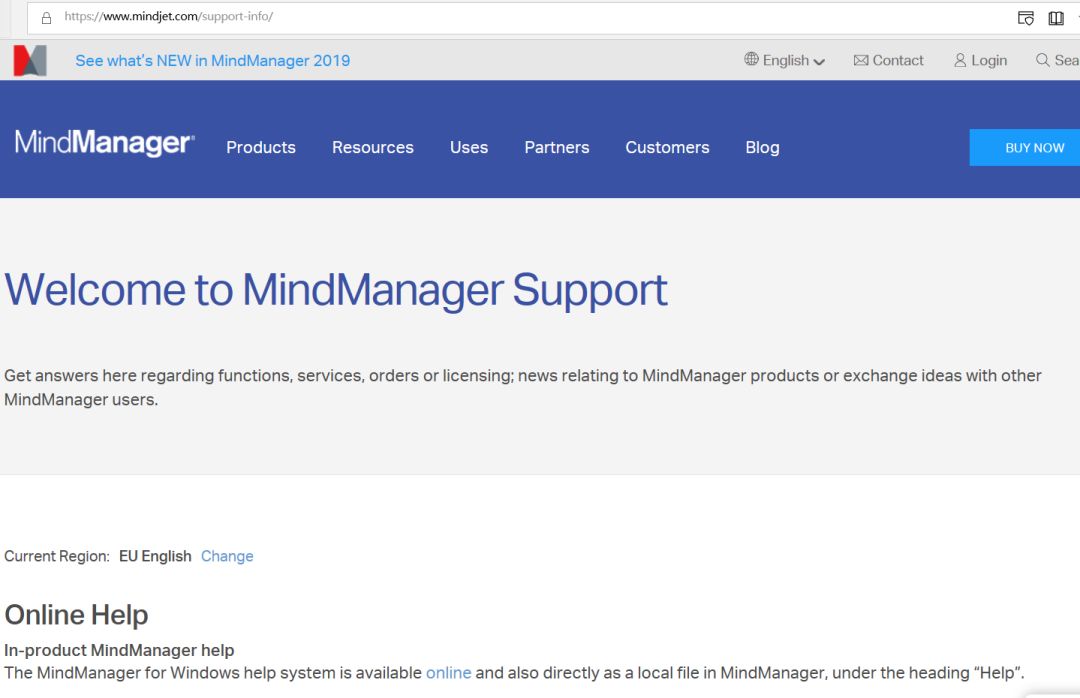 https://www.mindjet.com/support-info/
See what's NEW in MindManager 2019
English
Contact
Login
Sea
MindManager®
Products
Resources
Uses
Partners
Customers
Blog
BUY NOW
Welcome to MindManager Support
Get answers here regarding functions, services, orders or licensing; news relating to MindManager products or exchange ideas with other
MindManager users.
Current Region: EU English Change
Online Help
In-product MindManager help
The MindManager for Windows help system is available online and also directly as a local file in MindManager, under the heading “Help”.